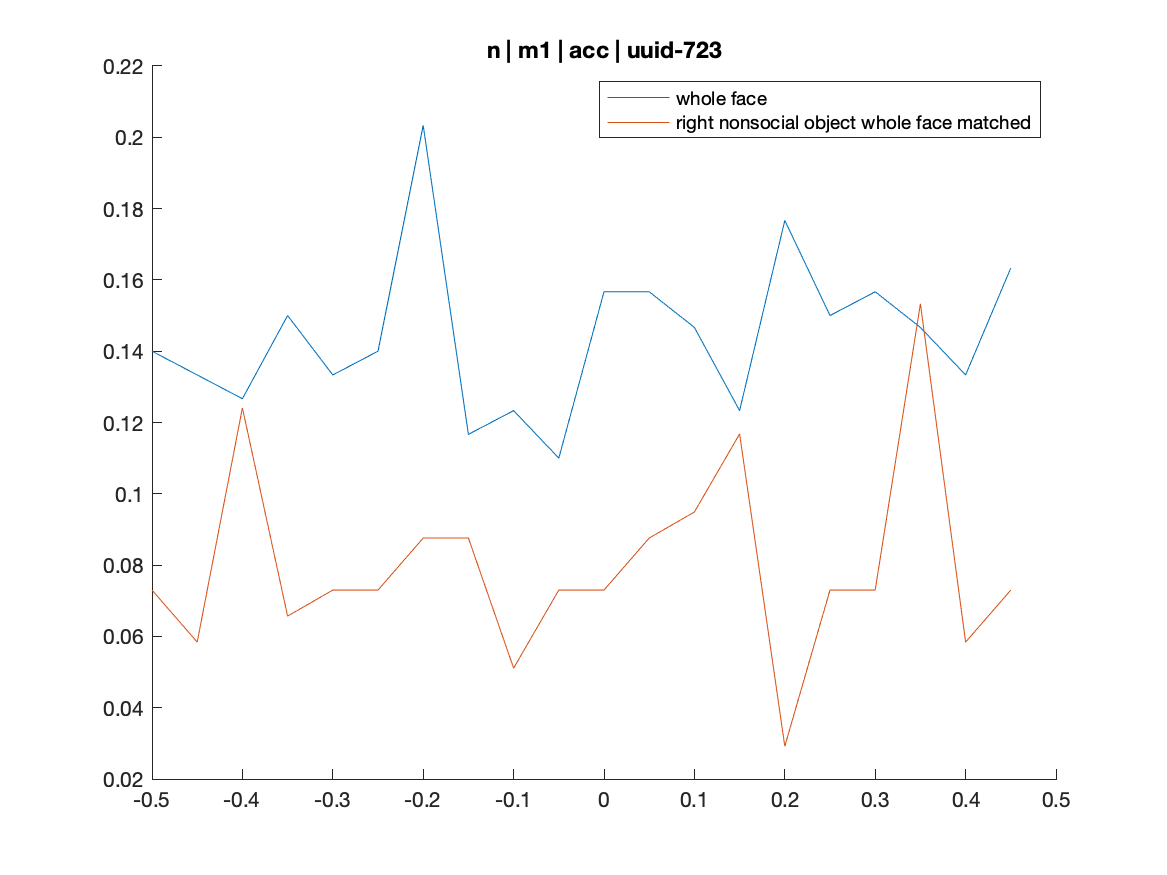 n | m1 | acc | uuid-723
whole face
right nonsocial object whole face matched
0.22
0.2
0.18
0.16
0.14
0.12
0.1
0.08
0.06
0.04
0.02
-0.5 -0.4 -0.3 -0.2 -0.1 0 0.1 0.2 0.3 0.4 0.5